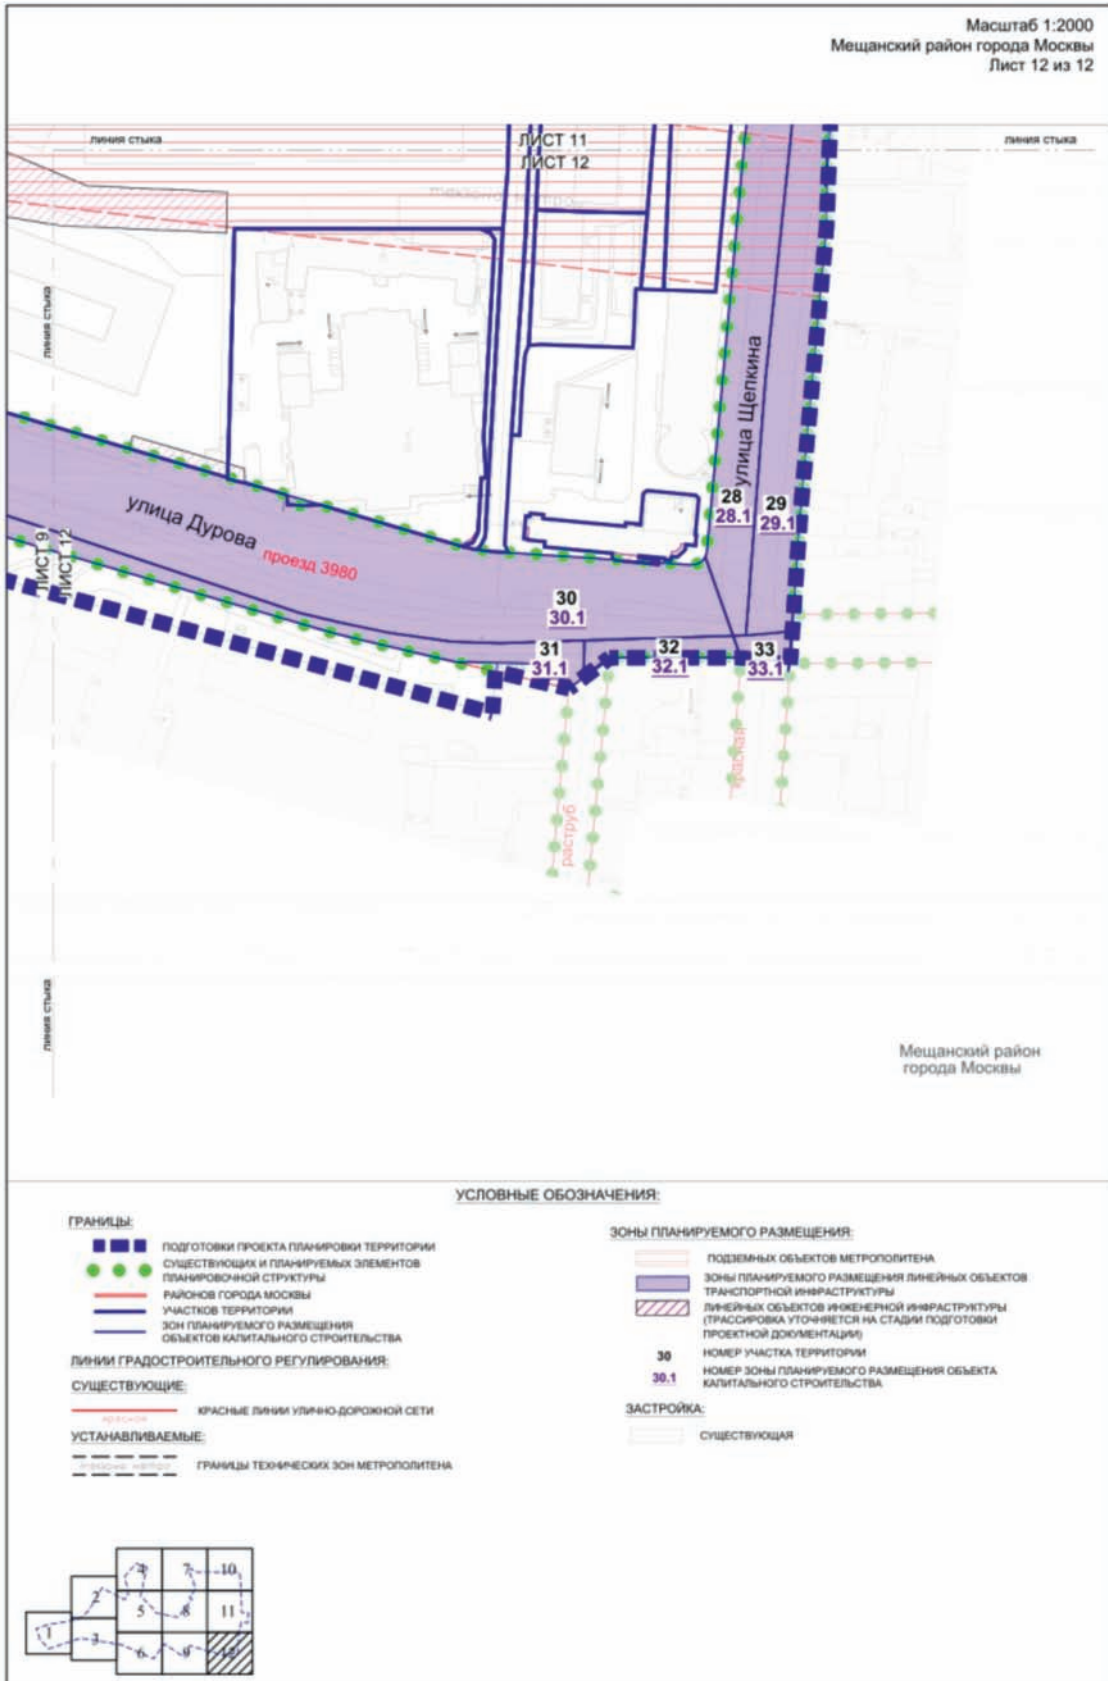 Масштаб 1:2000
Мещанский район города Москвы
Лист 12 из 12
линия стыка
ЛИСТ 11
линия стыка
ЛИСТ 12
техзона метро
линия стыка
улица Щепкина
28
28.1
29
29.1
улица Дурова
проезд 3980
ЛИСТ 9
ЛИСТ 12
30
30.1
31
31.1
32
32.1
33
33.1
красная
раструб
линия стыка
Мещанский район
города Москвы
УСЛОВНЫЕ ОБОЗНАЧЕНИЯ:
ГРАНИЦЫ:
ПОДГОТОВКИ ПРОЕКТА ПЛАНИРОВКИ ТЕРРИТОРИИ
СУЩЕСТВУЮЩИХ И ПЛАНИРУЕМЫХ ЭЛЕМЕНТОВ
ПЛАНИРОВОЧНОЙ СТРУКТУРЫ
РАЙОНОВ ГОРОДА МОСКВЫ
УЧАСТКОВ ТЕРРИТОРИИ
ЗОН ПЛАНИРУЕМОГО РАЗМЕЩЕНИЯ
ОБЪЕКТОВ КАПИТАЛЬНОГО СТРОИТЕЛЬСТВА
ЛИНИИ ГРАДОСТРОИТЕЛЬНОГО РЕГУЛИРОВАНИЯ:
СУЩЕСТВУЮЩИЕ:
красная
КРАСНЫЕ ЛИНИИ УЛИЧНО-ДОРОЖНОЙ СЕТИ
УСТАНАВЛИВАЕМЫЕ:
техзона метро
ГРАНИЦЫ ТЕХНИЧЕСКИХ ЗОН МЕТРОПОЛИТЕНА
ЗОНЫ ПЛАНИРУЕМОГО РАЗМЕЩЕНИЯ:
ПОДЗЕМНЫХ ОБЪЕКТОВ МЕТРОПОЛИТЕНА
ЗОНЫ ПЛАНИРУЕМОГО РАЗМЕЩЕНИЯ ЛИНЕЙНЫХ ОБЪЕКТОВ
ТРАНСПОРТНОЙ ИНФРАСТРУКТУРЫ
ЛИНЕЙНЫХ ОБЪЕКТОВ ИНЖЕНЕРНОЙ ИНФРАСТРУКТУРЫ
(ТРАССИРОВКА УТОЧНЯЕТСЯ НА СТАДИИ ПОДГОТОВКИ
ПРОЕКТНОЙ ДОКУМЕНТАЦИИ)
30
НОМЕР УЧАСТКА ТЕРРИТОРИИ
30.1
НОМЕР ЗОНЫ ПЛАНИРУЕМОГО РАЗМЕЩЕНИЯ ОБЪЕКТА
КАПИТАЛЬНОГО СТРОИТЕЛЬСТВА
ЗАСТРОЙКА:
СУЩЕСТВУЮЩАЯ
4 7 10
2
5 8 11
1
3
6 9 12